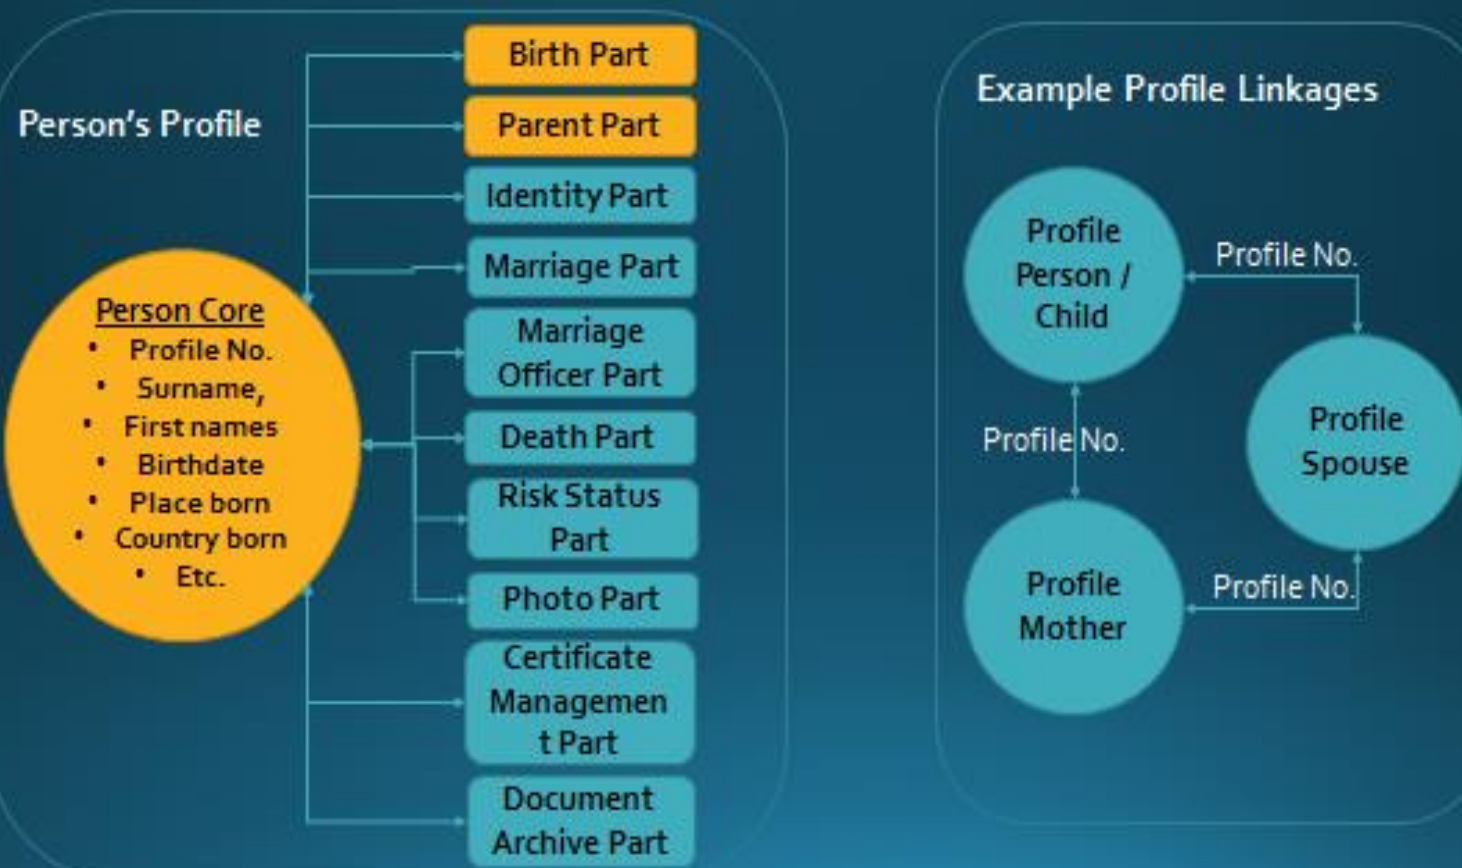 Person's Profile
Birth Part
Parent Part
Identity Part
Marriage Part
Marriage
Officer Part
Death Part
Risk Status
Part
Photo Part
Certificate
Managemen
t Part
Document
Archive Part
Person Core
• Profile No.
• Surname,
• First names
• Birthdate
• Place born
• Country born
• Etc.
Example Profile Linkages
Profile
Person /
Child
Profile No.
Profile
Spouse
Profile No.
Profile
Mother
Profile No.